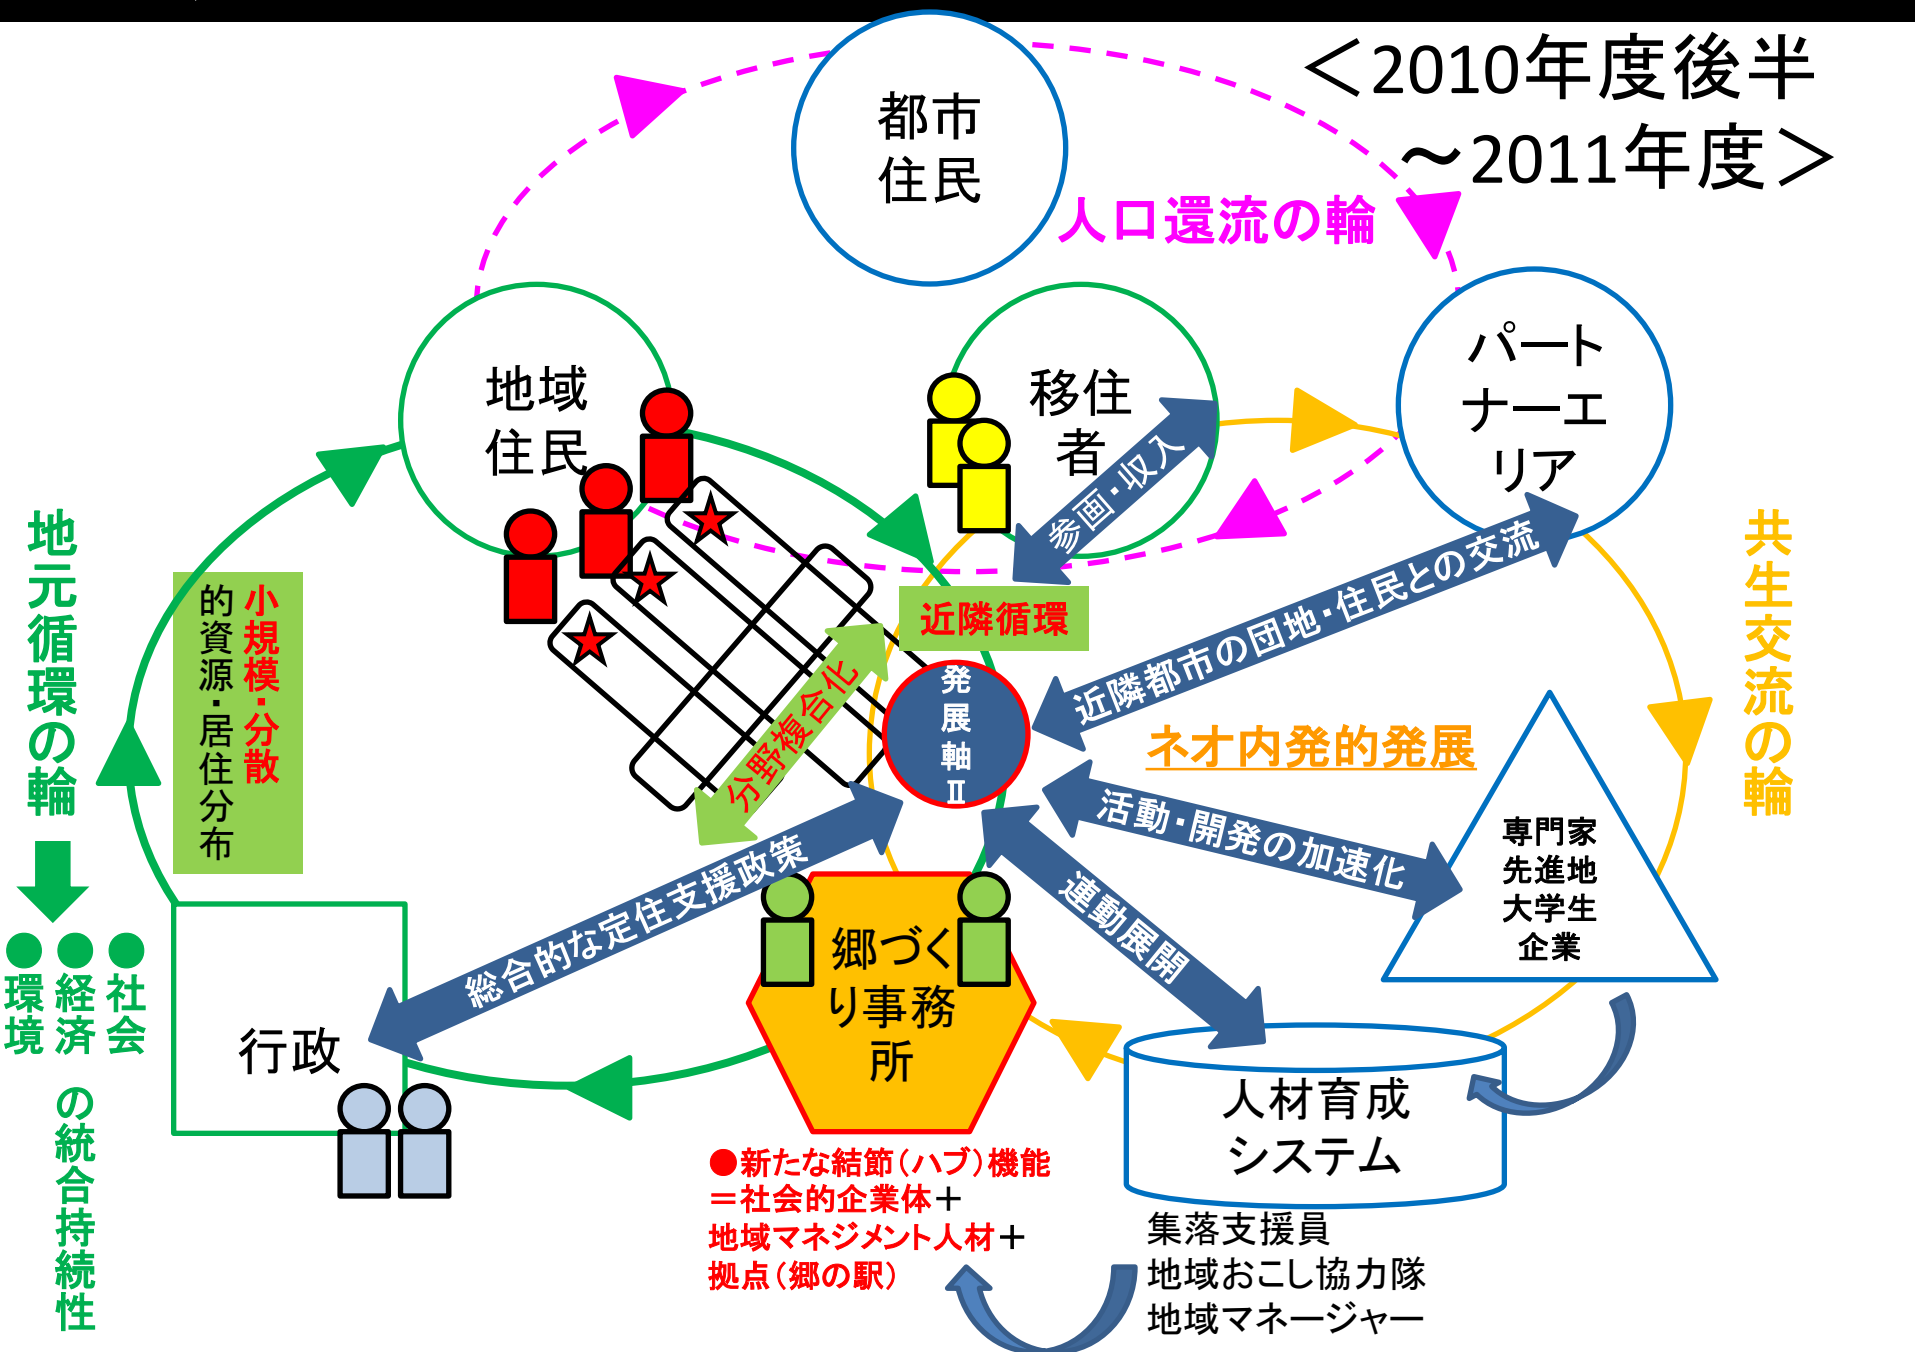 ＜2010年度後半
～2011年度＞
都市
住民
人口還流の輪
地域
住民
移住
者
パート
ナーエ
リア
参画・収入
地元循環の輪
小規模・分散
的資源・居住分布
近隣循環
近隣都市の団地・住民との交流
共生交流の輪
分野複合化
発展軸Ⅱ
ネオ内発的発展
活動・開発の加速化
専門家
先進地
大学生
企業
総合的な定住支援政策
連動展開
●社会
●経済
●環境
の統合持続性
行政
郷づく
り事務
所
人材育成
システム
●新たな結節（ハブ）機能
＝社会的企業体＋
地域マネジメント人材＋
拠点（郷の駅）
集落支援員
地域おこし協力隊
地域マネージャー